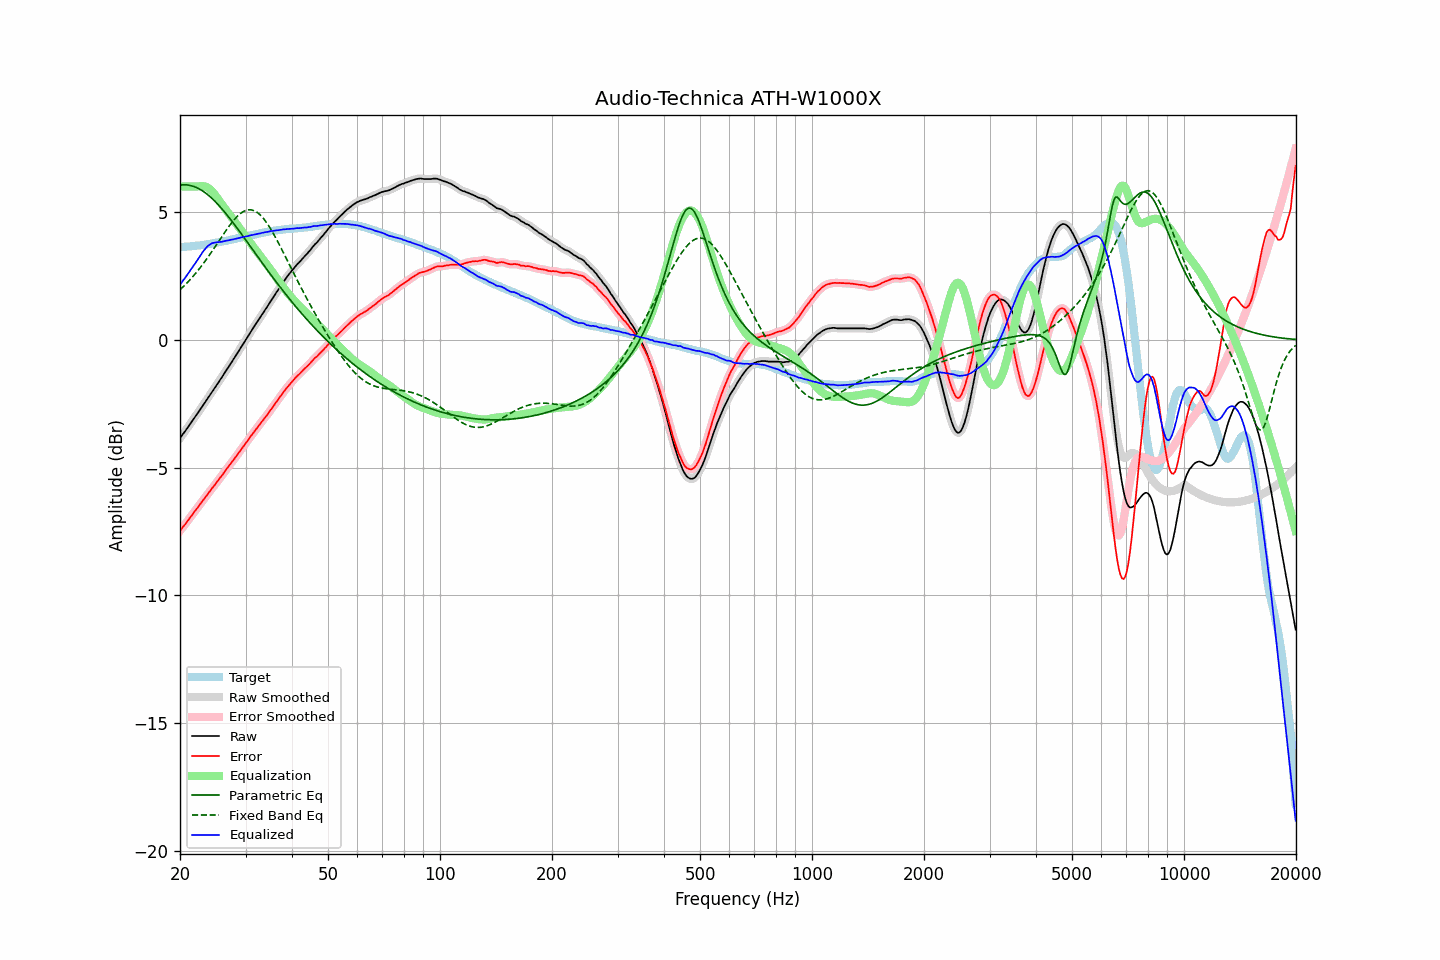 Audio-Technica ATH-W1000X
Amplitude (dBr)
5
0
−5
−10
−15
−20
Target
Raw Smoothed
Error Smoothed
Raw
Error
Equalization
Parametric Eq
Fixed Band Eq
Equalized
20 50 100 200 500 1000 2000 5000 10000 20000
Frequency (Hz)